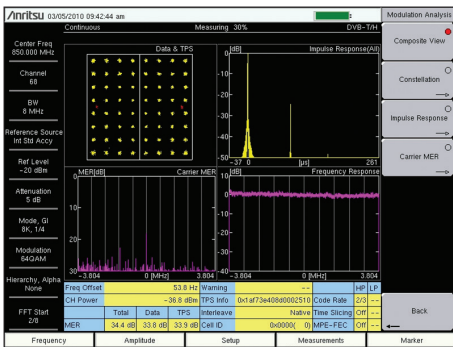 Anritsu 03/05/2010 09:42:44 am
Modulation Analysis
Continuous Measuring 30% DVB-T/H
Center Freq
850.000 MHz
Channel
68
BW
8 MHz
Reference Source
Int Std Accy
Ref Level
-20 dBm
Attenuation
5 dB
Mode, GI
8K, 1/4
Modulation
64QAM
Hierarchy, Alpha
None
FFT Start
2/8
Data & TPS
[dB] Impulse Response(All)
0
-10
-20
-30
-40
-50
-37 0 [μs] 261
MER[dB] Carrier MER
20
30
-3.804 0 [MHz] 3.804
[dB] Frequency Response
10
0
-10
-3.804 0 [MHz] 3.804
Freq Offset 53.8 Hz Warning -- HP LP
CH Power -36.8 dBm TPS Info 0x1af73e408d0002510 Code Rate 2/3 --
Total Data TPS Interleave Native Time Slicing Off --
MER 34.4 dB 33.8 dB 33.9 dB Cell ID 0x0000( 0) MPE-FEC Off --
Composite View
Constellation
Impulse Response
Carrier MER
Back
Frequency Amplitude Setup Measurements Marker